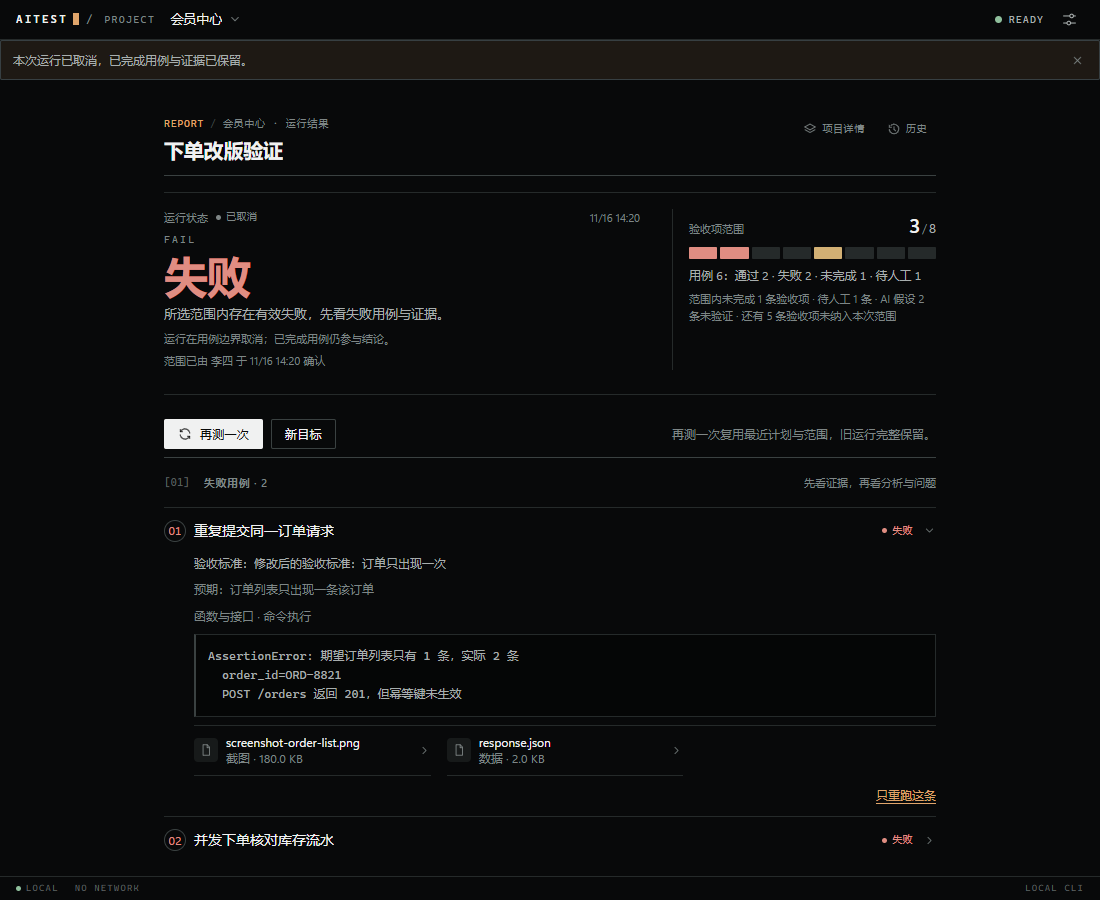 AITEST / PROJECT 会员中心
READY
本次运行已取消，已完成用例与证据已保留。
REPORT / 会员中心 · 运行结果
项目详情
历史
下单改版验证
运行状态 已取消
11/16 14:20
FAIL
失败
所选范围内存在有效失败，先看失败用例与证据。
运行在用例边界取消；已完成用例仍参与结论。
范围已由 李四 于 11/16 14:20 确认
验收项范围
3/8
用例 6：通过 2 · 失败 2 · 未完成 1 · 待人工 1
范围内未完成 1 条验收项 · 待人工 1 条 · AI 假设 2
条未验证 · 还有 5 条验收项未纳入本次范围
再测一次
新目标
再测一次复用最近计划与范围，旧运行完整保留。
[01] 失败用例 · 2
先看证据，再看分析与问题
01 重复提交同一订单请求
失败
验收标准：修改后的验收标准：订单只出现一次
预期：订单列表只出现一条该订单
函数与接口 · 命令执行
AssertionError: 期望订单列表只有 1 条，实际 2 条
order_id=ORD-8821
POST /orders 返回 201，但幂等键未生效
screenshot-order-list.png
截图 · 180.0 KB
response.json
数据 · 2.0 KB
只重跑这条
02 并发下单核对库存流水
失败
LOCAL NO NETWORK
LOCAL CLI